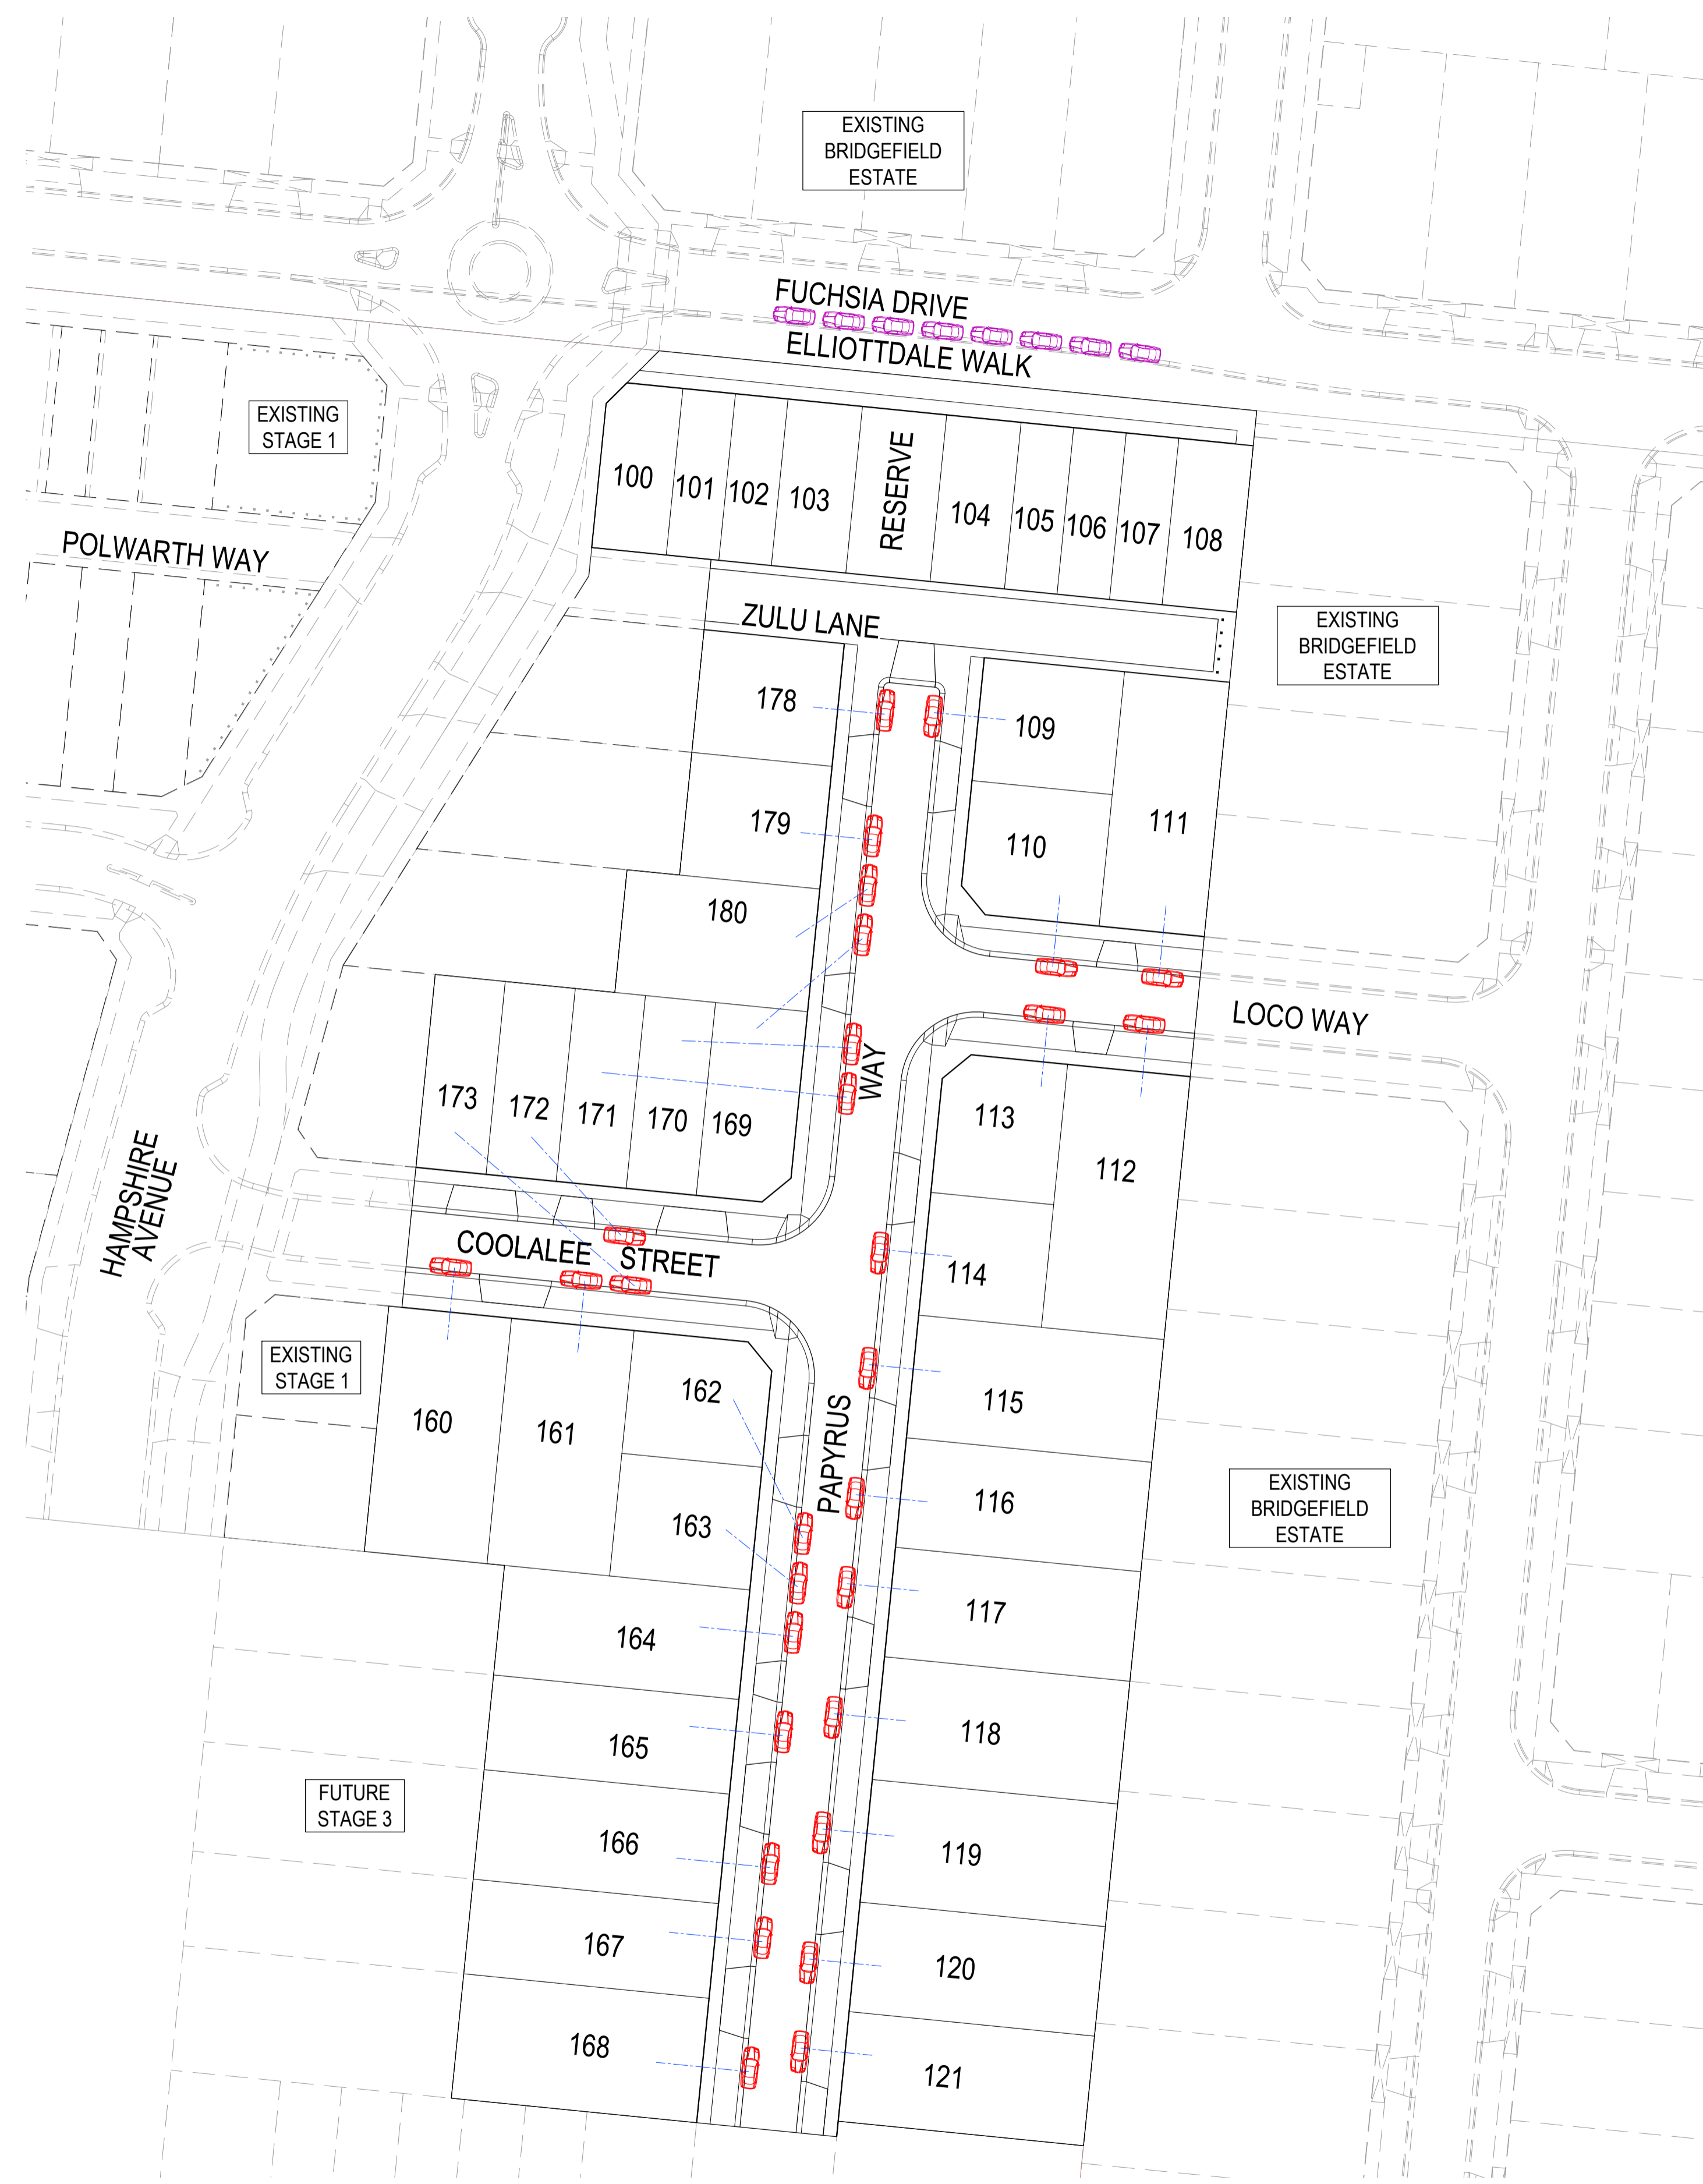 EXISTING
BRIDGEFIELD
ESTATE
FUCHSIA DRIVE
ELLIOTTDALE WALK
EXISTING
STAGE 1
100
101
102
103
RESERVE
104
105
106
107
108
POLWARTH WAY
ZULU LANE
EXISTING
BRIDGEFIELD
ESTATE
178
109
179
110
111
180
LOCO WAY
WAY
173
172
171
170
169
113
112
HAMPSHIRE
AVENUE
COOLALEE STREET
114
EXISTING
STAGE 1
160
161
162
PAPYRUS
115
163
116
EXISTING
BRIDGEFIELD
ESTATE
164
117
165
118
FUTURE
STAGE 3
166
119
167
120
168
121